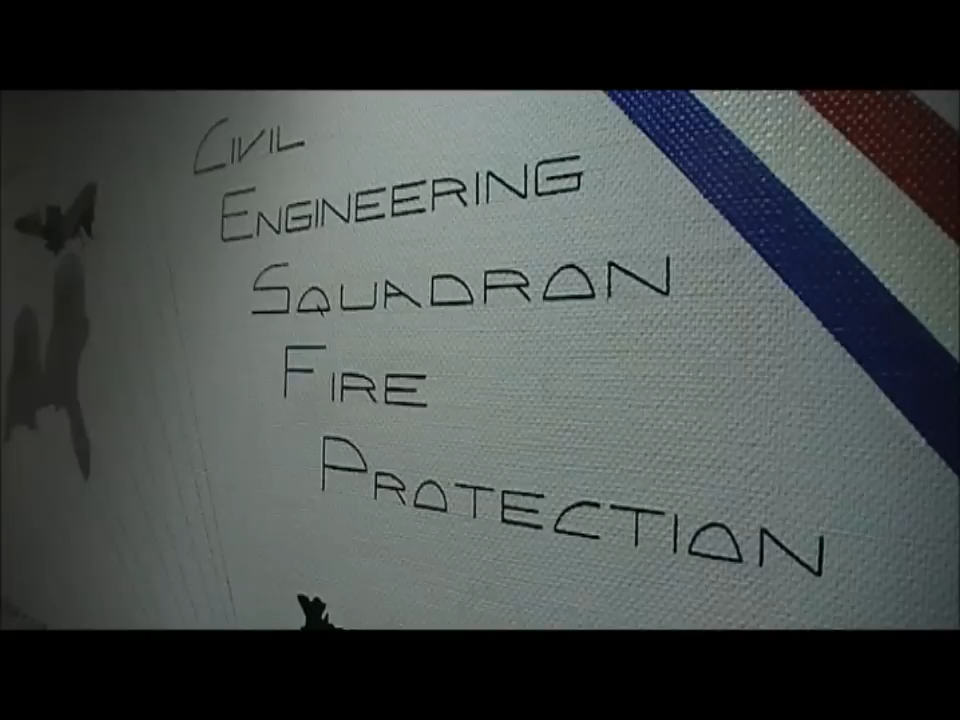 CIVIL
ENGINEERING
SQUADRON
FIRE
PROTECTION